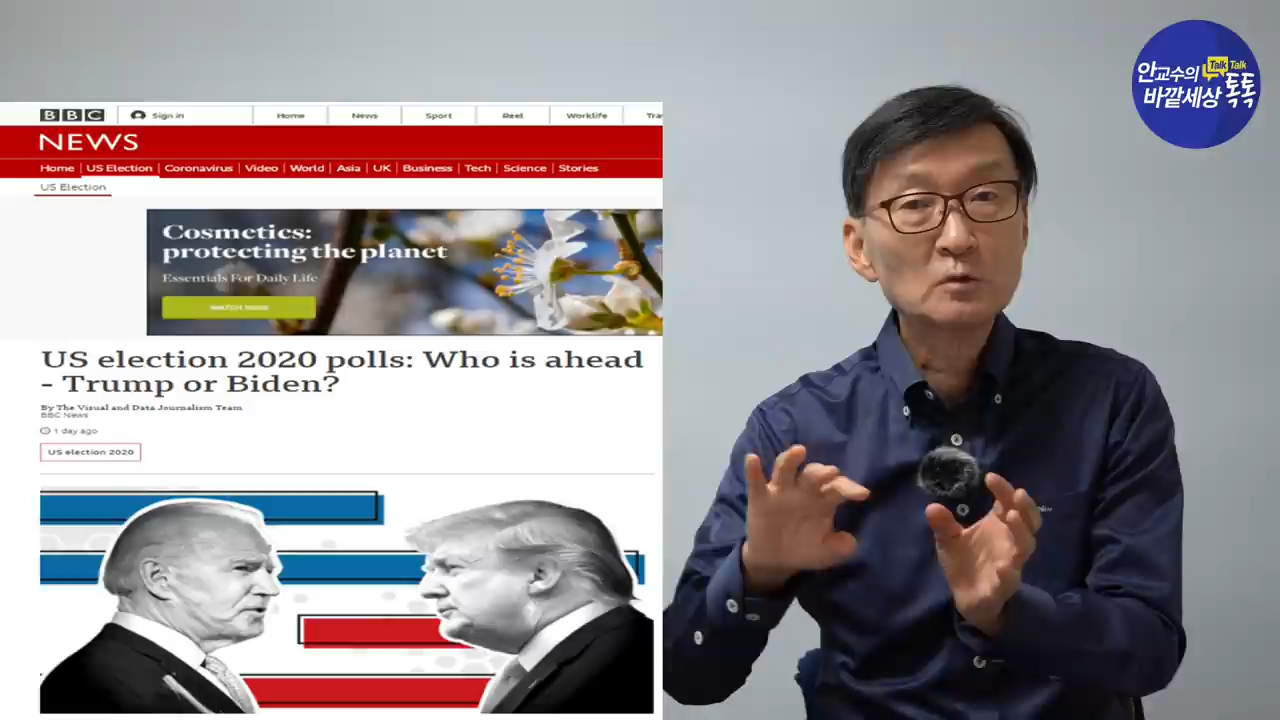 안교수의
Talk Talk
바깥세상 톡톡
BBC
Sign in
Home
News
Sport
Reel
Worklife
Tra
NEWS
Home
US Election
Coronavirus
Video
World
Asia
UK
Business
Tech
Science
Stories
US Election
Cosmetics:
protecting the planet
Essentials For Daily Life
US election 2020 polls: Who is ahead
- Trump or Biden?
By The Visual and Data Journalism Team
BBC News
1 day ago
US election 2020